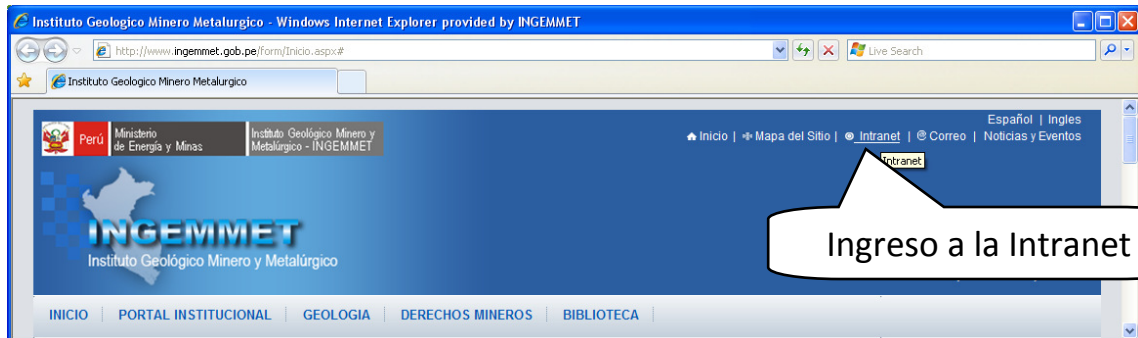 Instituto Geologico Minero Metalurgico - Windows Internet Explorer provided by INGEMMET
http://www.ingemmet.gob.pe/form/Inicio.aspx#
Live Search
Instituto Geologico Minero Metalurgico
Español | Ingles
Perú
Ministerio
de Energía y Minas
Instituto Geológico Minero y
Metalúrgico - INGEMMET
Inicio | Mapa del Sitio | Intranet | Correo | Noticias y Eventos
Intranet
INGEMMET
Instituto Geológico Minero y Metalúrgico
Ingreso a la Intranet
INICIO | PORTAL INSTITUCIONAL | GEOLOGIA | DERECHOS MINEROS | BIBLIOTECA |